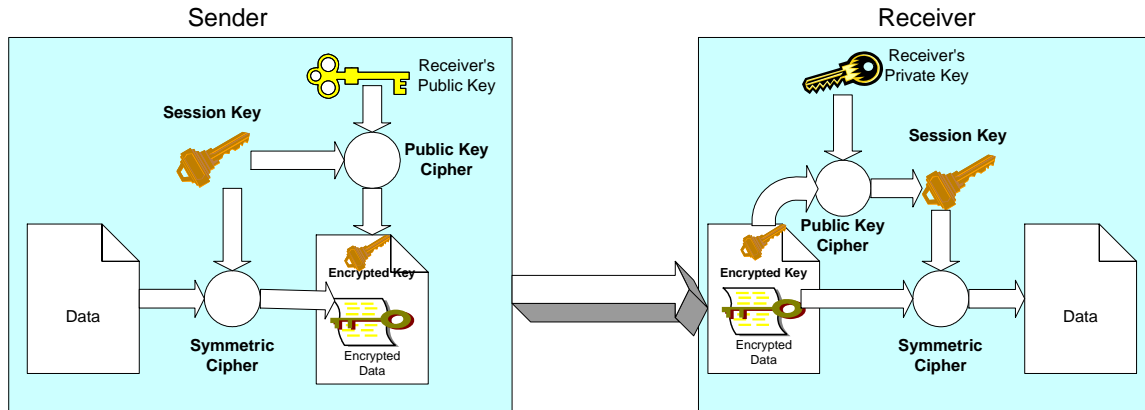 Sender
Receiver's
Public Key
Session Key
Public Key
Cipher
Encrypted Key
Data
Encrypted
Data
Symmetric
Cipher
Receiver
Receiver's
Private Key
Session Key
Public Key
Cipher
Encrypted Key
Encrypted
Data
Symmetric
Cipher
Data